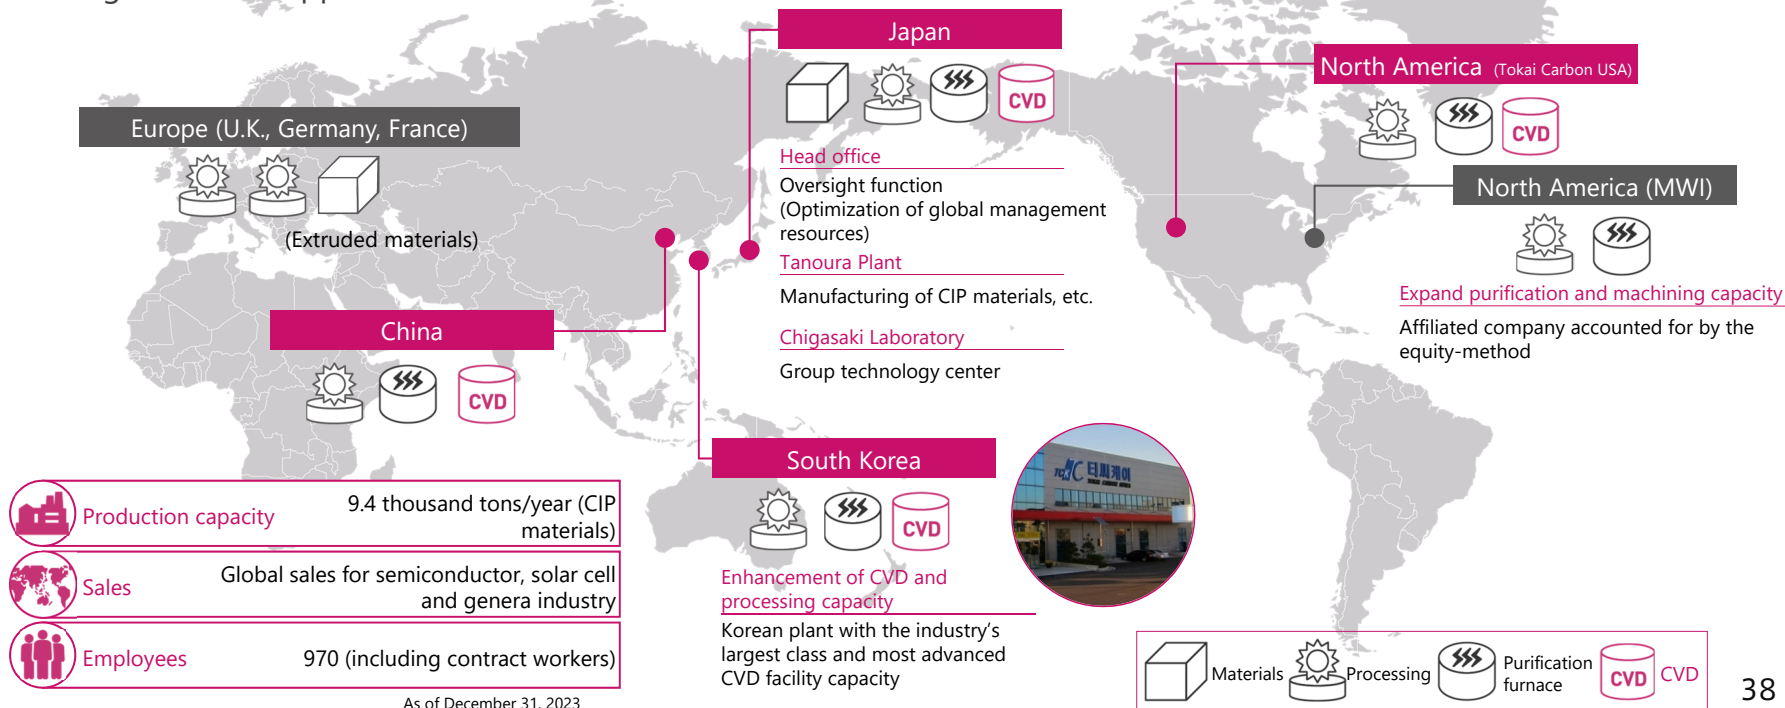 Japan
CVD
Head office
Oversight function
(Optimization of global management
resources)
Tanoura Plant
Manufacturing of CIP materials, etc.
Chigasaki Laboratory
Group technology center
North America (Tokai Carbon USA)
CVD
North America (MWI)
Expand purification and machining capacity
Affiliated company accounted for by the
equity-method
Europe (U.K., Germany, France)
(Extruded materials)
China
CVD
South Korea
CVD
Enhancement of CVD and
processing capacity
Korean plant with the industry's
largest class and most advanced
CVD facility capacity
티씨케이
Production capacity
9.4 thousand tons/year (CIP
materials)
Sales
Global sales for semiconductor, solar cell
and genera industry
Employees
970 (including contract workers)
As of December 31, 2023
Materials
Processing
Purification
furnace
CVD
CVD
38